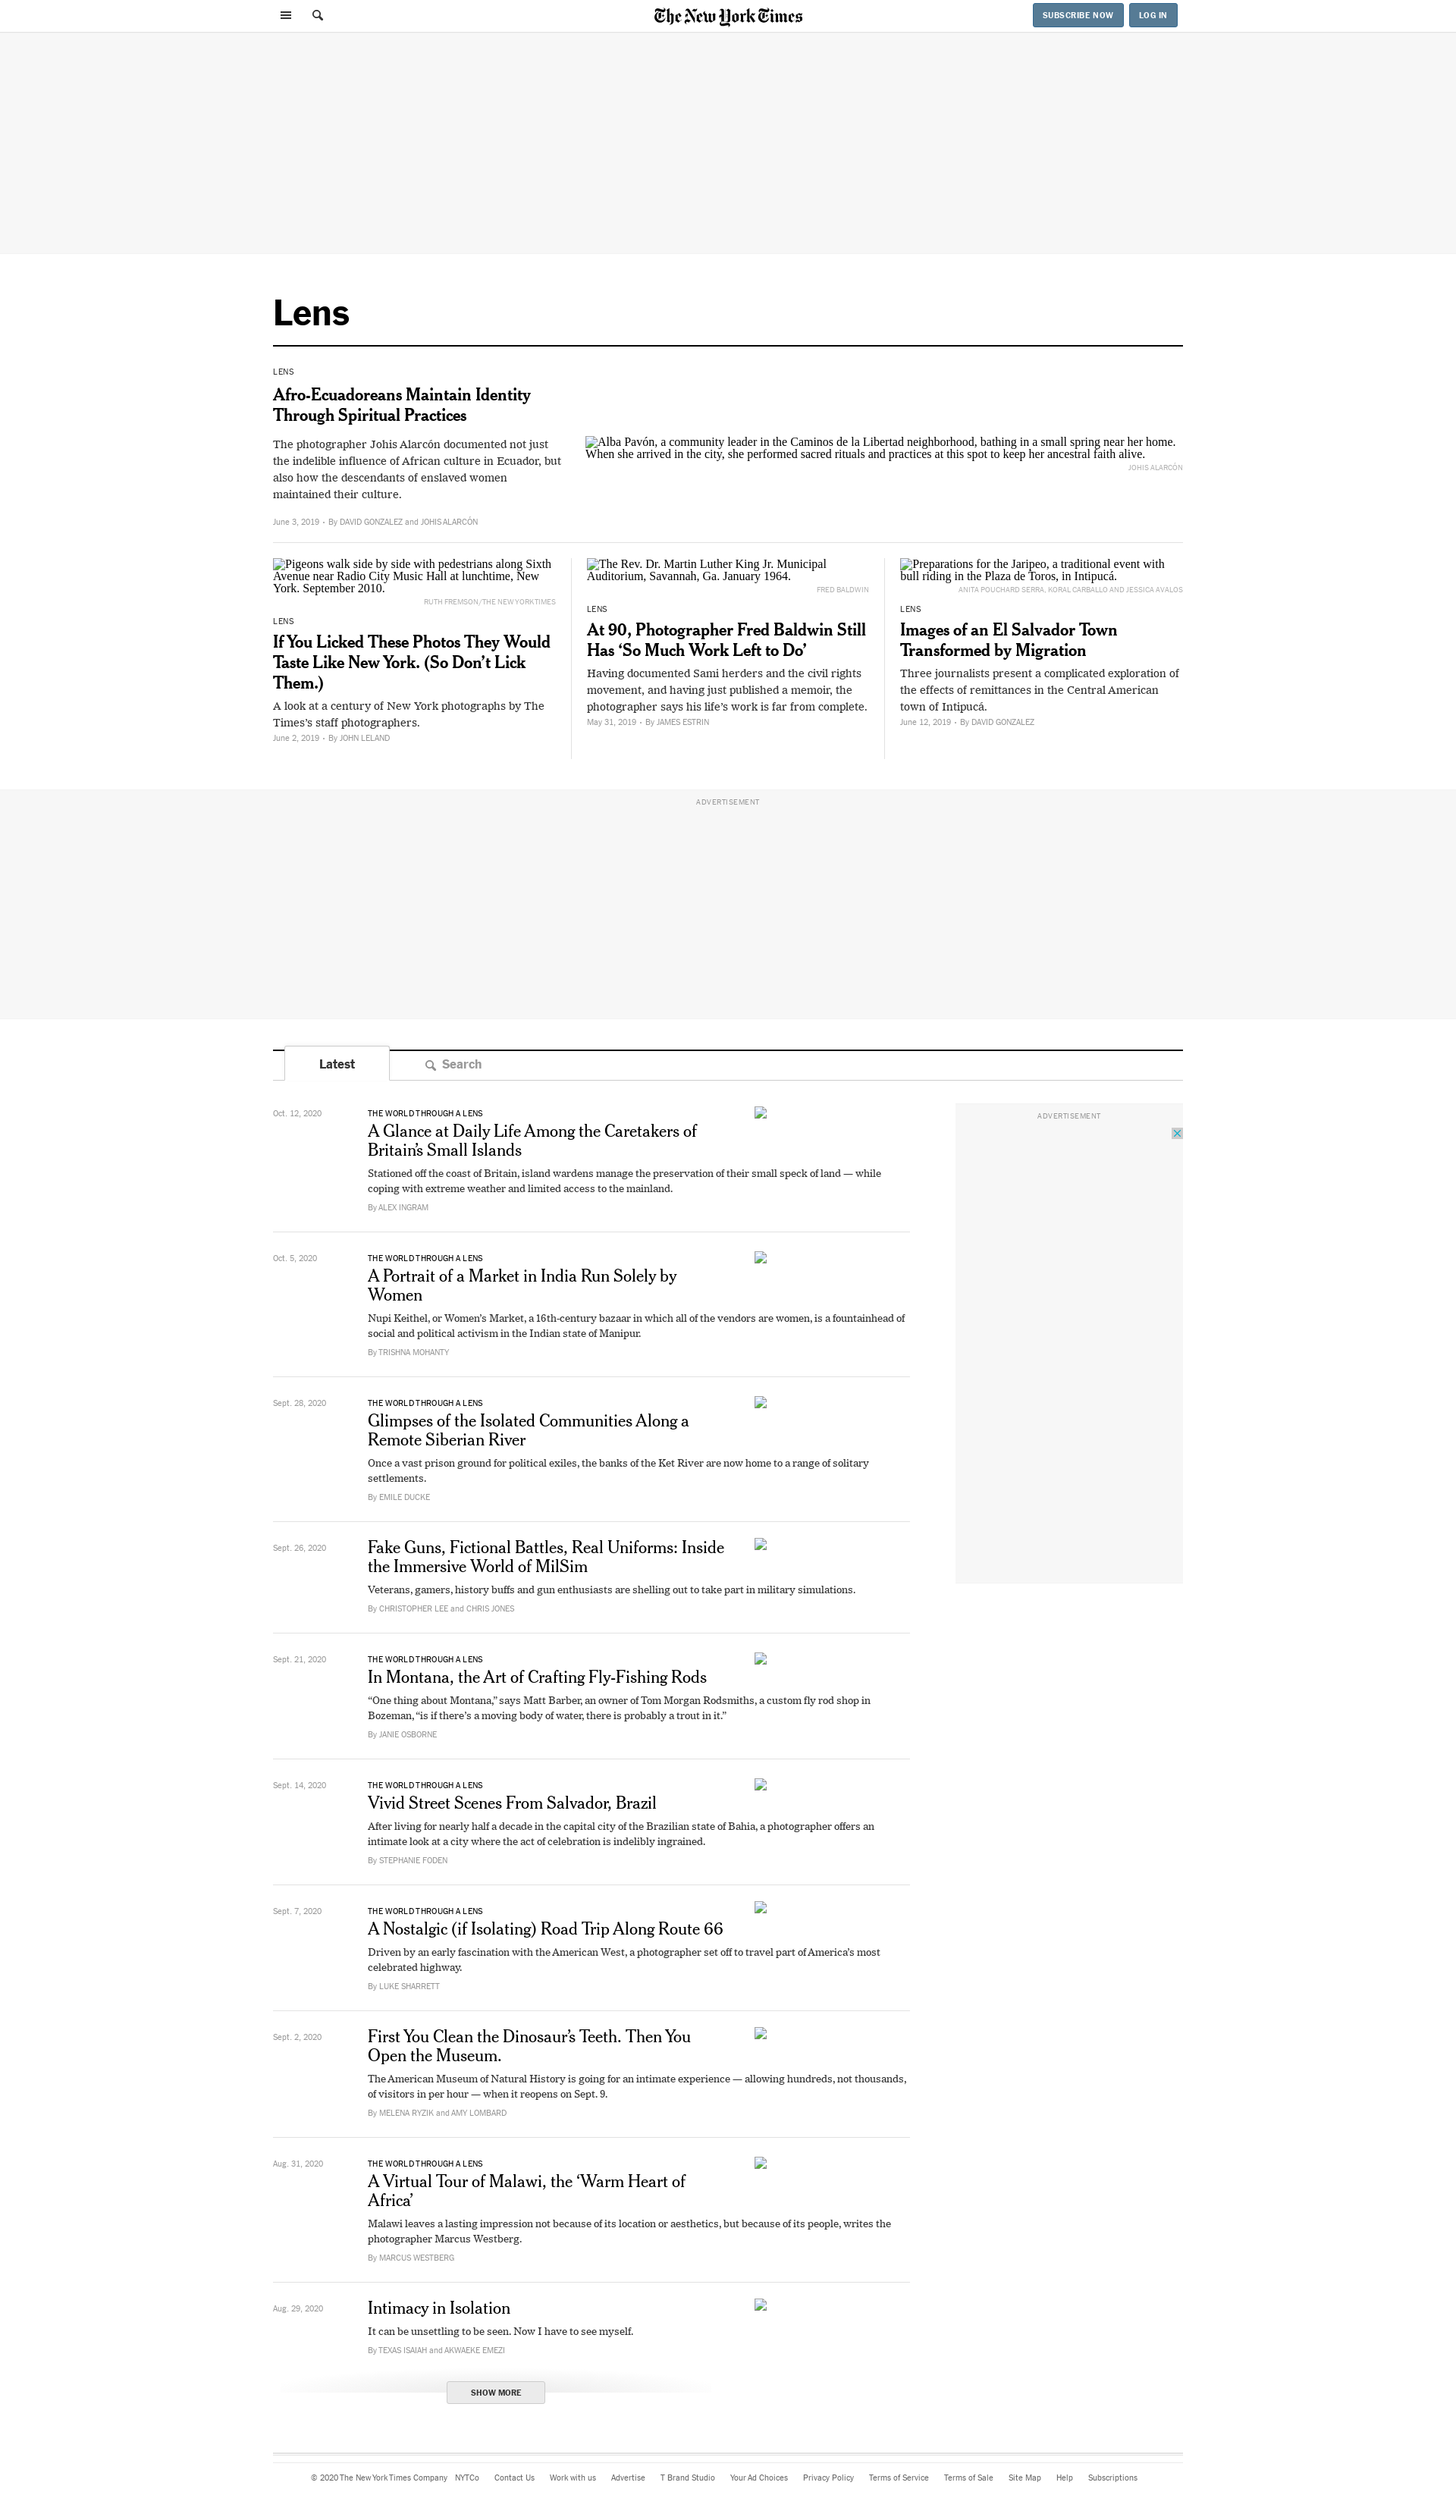 The New York Times
SUBSCRIBE NOW
LOG IN
Lens
LENS
Afro-Ecuadoreans Maintain Identity
Through Spiritual Practices
The photographer Johis Alarcón documented not just
the indelible influence of African culture in Ecuador, but
also how the descendants of enslaved women
maintained their culture.
June 3, 2019 • By DAVID GONZALEZ and JOHIS ALARCÓN
Alba Pavón, a community leader in the Caminos de la Libertad neighborhood, bathing in a small spring near her home.
When she arrived in the city, she performed sacred rituals and practices at this spot to keep her ancestral faith alive.
JOHIS ALARCÓN
Pigeons walk side by side with pedestrians along Sixth
Avenue near Radio City Music Hall at lunchtime, New
York. September 2010.
RUTH FREMSON/THE NEW YORK TIMES
LENS
If You Licked These Photos They Would
Taste Like New York. (So Don’t Lick
Them.)
A look at a century of New York photographs by The
Times’s staff photographers.
June 2, 2019 • By JOHN LELAND
The Rev. Dr. Martin Luther King Jr. Municipal
Auditorium, Savannah, Ga. January 1964.
FRED BALDWIN
LENS
At 90, Photographer Fred Baldwin Still
Has ‘So Much Work Left to Do’
Having documented Sami herders and the civil rights
movement, and having just published a memoir, the
photographer says his life’s work is far from complete.
May 31, 2019 • By JAMES ESTRIN
Preparations for the Jaripeo, a traditional event with
bull riding in the Plaza de Toros, in Intipucá.
ANITA POUCHARD SERRA, KORAL CARBALLO AND JESSICA AVALOS
LENS
Images of an El Salvador Town
Transformed by Migration
Three journalists present a complicated exploration of
the effects of remittances in the Central American
town of Intipucá.
June 12, 2019 • By DAVID GONZALEZ
ADVERTISEMENT
Latest
Search
Oct. 12, 2020
THE WORLD THROUGH A LENS
A Glance at Daily Life Among the Caretakers of
Britain’s Small Islands
Stationed off the coast of Britain, island wardens manage the preservation of their small speck of land — while
coping with extreme weather and limited access to the mainland.
By ALEX INGRAM
ADVERTISEMENT
Oct. 5, 2020
THE WORLD THROUGH A LENS
A Portrait of a Market in India Run Solely by
Women
Nupi Keithel, or Women’s Market, a 16th-century bazaar in which all of the vendors are women, is a fountainhead of
social and political activism in the Indian state of Manipur.
By TRISHNA MOHANTY
Sept. 28, 2020
THE WORLD THROUGH A LENS
Glimpses of the Isolated Communities Along a
Remote Siberian River
Once a vast prison ground for political exiles, the banks of the Ket River are now home to a range of solitary
settlements.
By EMILE DUCKE
Sept. 26, 2020
Fake Guns, Fictional Battles, Real Uniforms: Inside
the Immersive World of MilSim
Veterans, gamers, history buffs and gun enthusiasts are shelling out to take part in military simulations.
By CHRISTOPHER LEE and CHRIS JONES
Sept. 21, 2020
THE WORLD THROUGH A LENS
In Montana, the Art of Crafting Fly-Fishing Rods
“One thing about Montana,” says Matt Barber, an owner of Tom Morgan Rodsmiths, a custom fly rod shop in
Bozeman, “is if there’s a moving body of water, there is probably a trout in it.”
By JANIE OSBORNE
Sept. 14, 2020
THE WORLD THROUGH A LENS
Vivid Street Scenes From Salvador, Brazil
After living for nearly half a decade in the capital city of the Brazilian state of Bahia, a photographer offers an
intimate look at a city where the act of celebration is indelibly ingrained.
By STEPHANIE FODEN
Sept. 7, 2020
THE WORLD THROUGH A LENS
A Nostalgic (if Isolating) Road Trip Along Route 66
Driven by an early fascination with the American West, a photographer set off to travel part of America’s most
celebrated highway.
By LUKE SHARRETT
Sept. 2, 2020
First You Clean the Dinosaur’s Teeth. Then You
Open the Museum.
The American Museum of Natural History is going for an intimate experience — allowing hundreds, not thousands,
of visitors in per hour — when it reopens on Sept. 9.
By MELENA RYZIK and AMY LOMBARD
Aug. 31, 2020
THE WORLD THROUGH A LENS
A Virtual Tour of Malawi, the ‘Warm Heart of
Africa’
Malawi leaves a lasting impression not because of its location or aesthetics, but because of its people, writes the
photographer Marcus Westberg.
By MARCUS WESTBERG
Aug. 29, 2020
Intimacy in Isolation
It can be unsettling to be seen. Now I have to see myself.
By TEXAS ISAIAH and AKWAEKE EMEZI
SHOW MORE
© 2020 The New York Times Company NYTCo Contact Us Work with us Advertise T Brand Studio Your Ad Choices Privacy Policy Terms of Service Terms of Sale Site Map Help Subscriptions